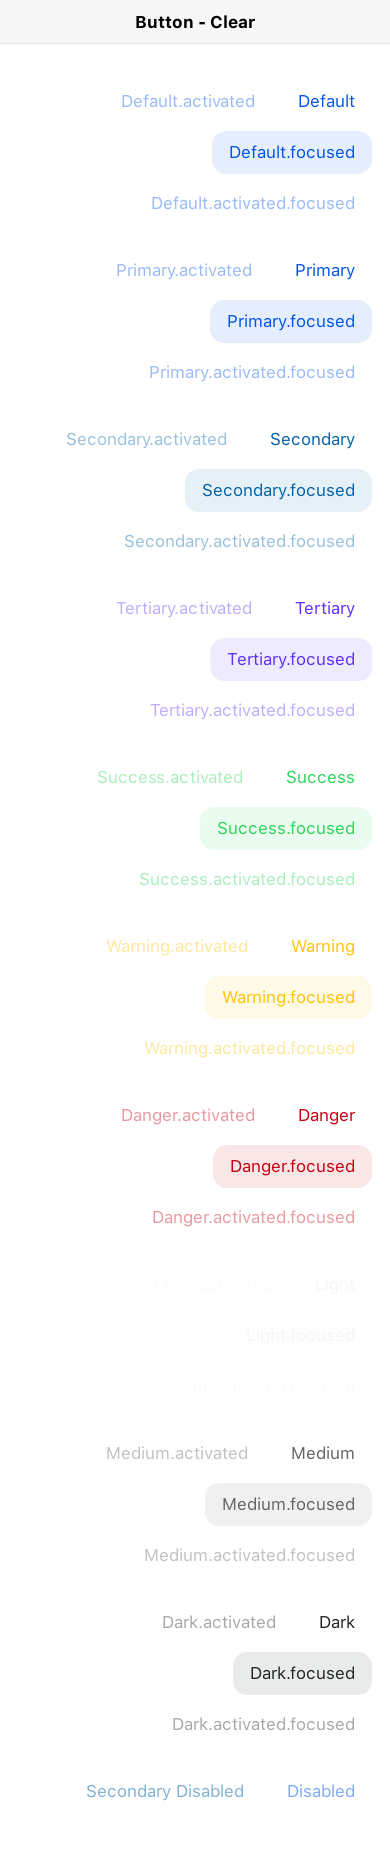 Button - Clear
Default.activated Default
Default.focused
Default.activated.focused
Primary.activated Primary
Primary.focused
Primary.activated.focused
Secondary.activated Secondary
Secondary.focused
Secondary.activated.focused
Tertiary.activated Tertiary
Tertiary.focused
Tertiary.activated.focused
Success.activated Success
Success.focused
Success.activated.focused
Warning.activated Warning
Warning.focused
Warning.activated.focused
Danger.activated Danger
Danger.focused
Danger.activated.focused
Light.activated Light
Light.focused
Light.activated.focused
Medium.activated Medium
Medium.focused
Medium.activated.focused
Dark.activated Dark
Dark.focused
Dark.activated.focused
Secondary Disabled Disabled